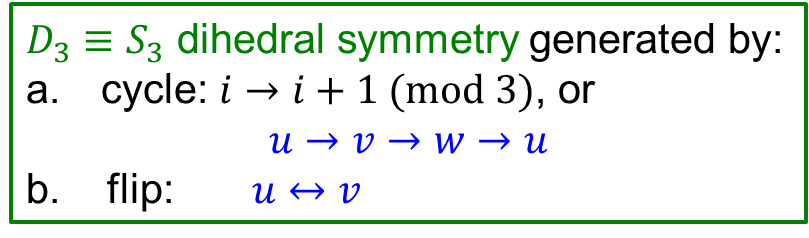 D₃ ≡ S₃ dihedral symmetry generated by:
a. cycle: i → i + 1 (mod 3), or
u → v → w → u
b. flip: u ↔ v